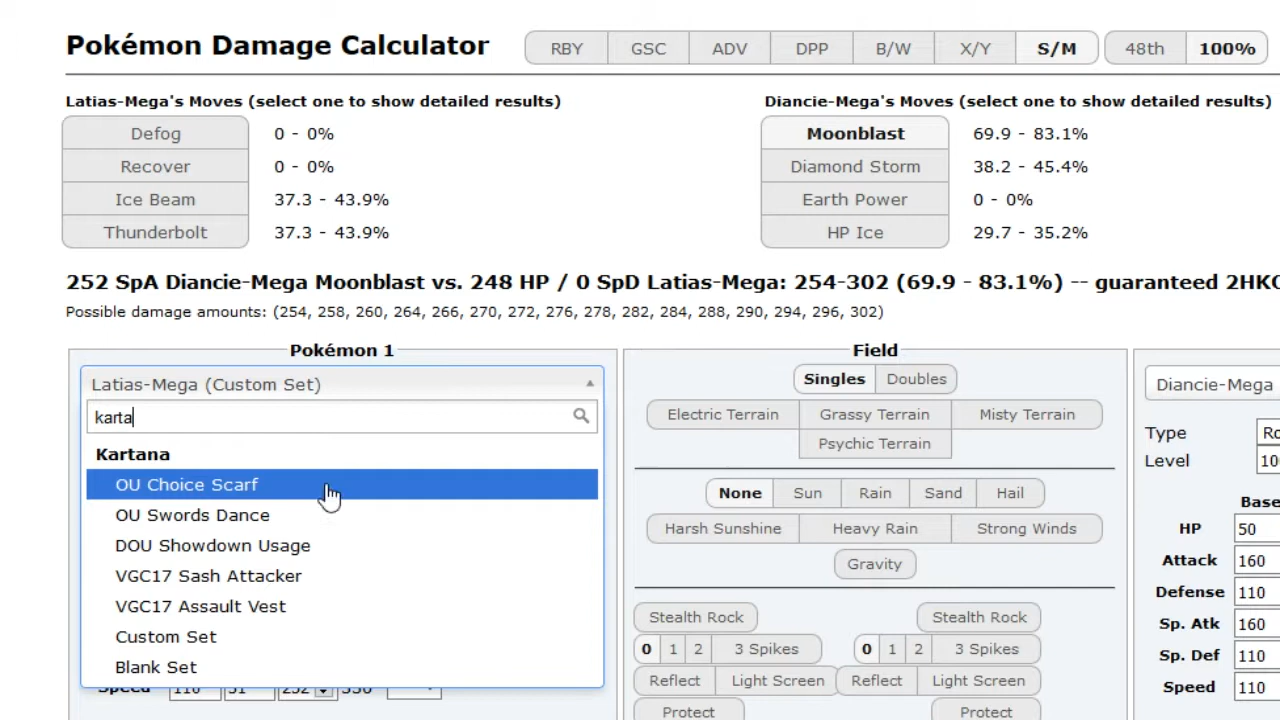 Pokémon Damage Calculator
RBY GSC ADV DPP B/W X/Y S/M 48th 100%
Latias-Mega's Moves (select one to show detailed results)
Defog 0 - 0%
Recover 0 - 0%
Ice Beam 37.3 - 43.9%
Thunderbolt 37.3 - 43.9%
Diancie-Mega's Moves (select one to show detailed results)
Moonblast 69.9 - 83.1%
Diamond Storm 38.2 - 45.4%
Earth Power 0 - 0%
HP Ice 29.7 - 35.2%
252 SpA Diancie-Mega Moonblast vs. 248 HP / 0 SpD Latias-Mega: 254-302 (69.9 - 83.1%) -- guaranteed 2HKO
Possible damage amounts: (254, 258, 260, 264, 266, 270, 272, 276, 278, 282, 284, 288, 290, 294, 296, 302)
Pokémon 1
Latias-Mega (Custom Set)
karta
Kartana
OU Choice Scarf
OU Swords Dance
DOU Showdown Usage
VGC17 Sash Attacker
VGC17 Assault Vest
Custom Set
Blank Set
Speed 110 31 252 350
Field
Singles Doubles
Electric Terrain Grassy Terrain Misty Terrain
Psychic Terrain
None Sun Rain Sand Hail
Harsh Sunshine Heavy Rain Strong Winds
Gravity
Stealth Rock Stealth Rock
0 1 2 3 Spikes 0 1 2 3 Spikes
Reflect Light Screen Reflect Light Screen
Protect Protect
Diancie-Mega
Type Ro
Level 10
Base
HP 50
Attack 160
Defense 110
Sp. Atk 160
Sp. Def 110
Speed 110